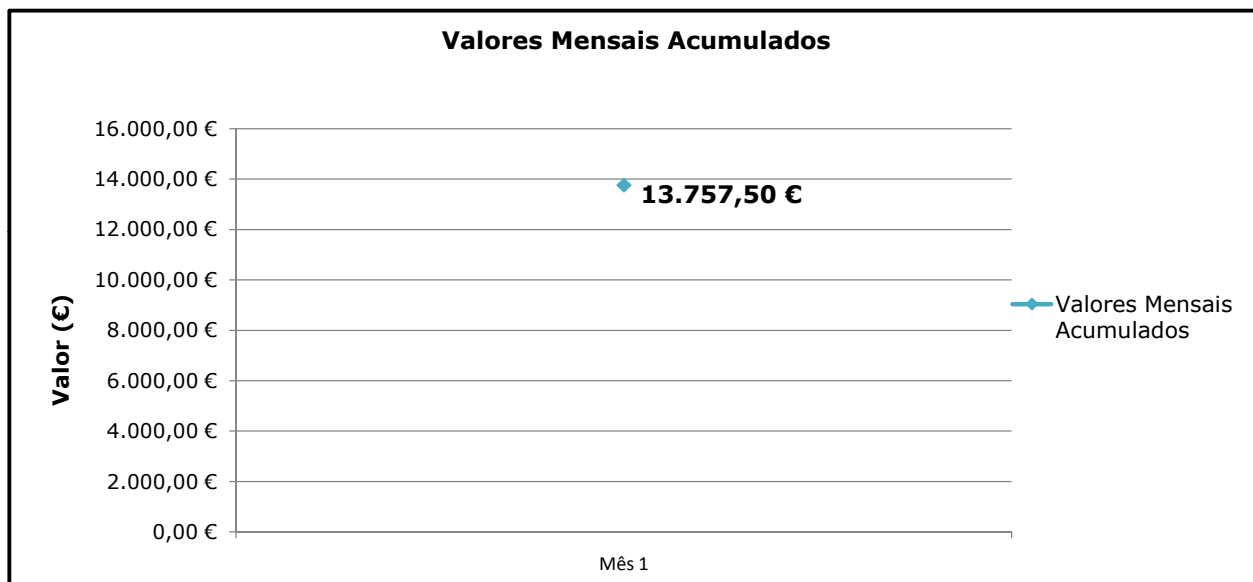 Valores Mensais Acumulados
16.000,00 €
14.000,00 €
13.757,50 €
12.000,00 €
10.000,00 €
8.000,00 €
6.000,00 €
4.000,00 €
2.000,00 €
0,00 €
Valor (€)
Mês 1
Valores Mensais
Acumulados